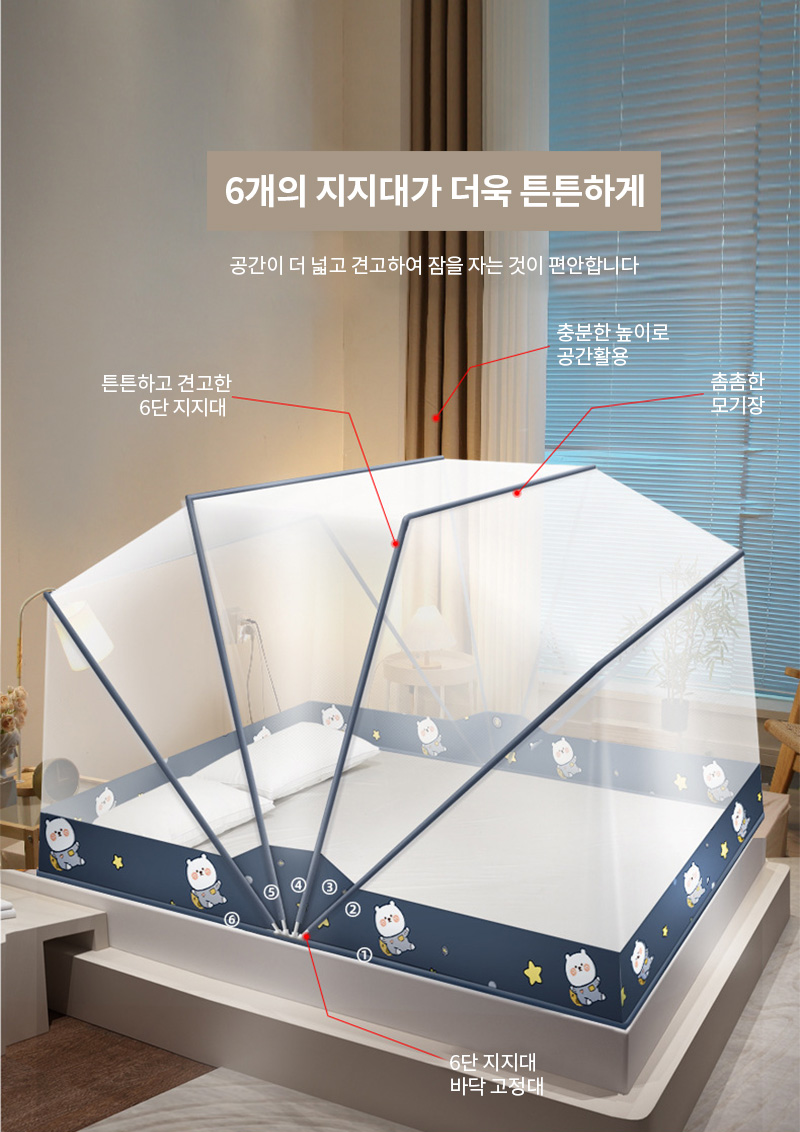 6개의 지지대가 더욱 튼튼하게
공간이 더 넓고 견고하여 잠을 자는 것이 편안합니다
충분한 높이로
공간활용
튼튼하고 견고한
6단 지지대
촘촘한
모기장
⑤ ④ ③
②
⑥
①
6단 지지대
바닥 고정대